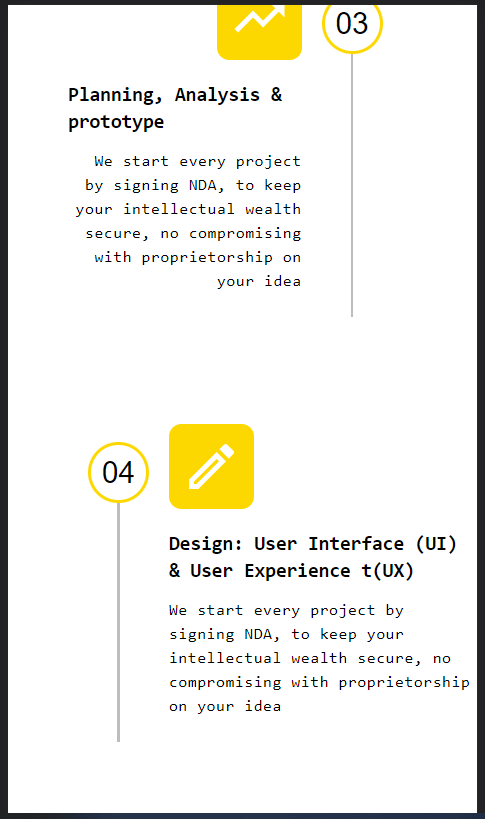 03
Planning, Analysis &
prototype
We start every project
by signing NDA, to keep
your intellectual wealth
secure, no compromising
with proprietorship on
your idea
04
Design: User Interface (UI)
& User Experience t(UX)
We start every project by
signing NDA, to keep your
intellectual wealth secure, no
compromising with proprietorship
on your idea